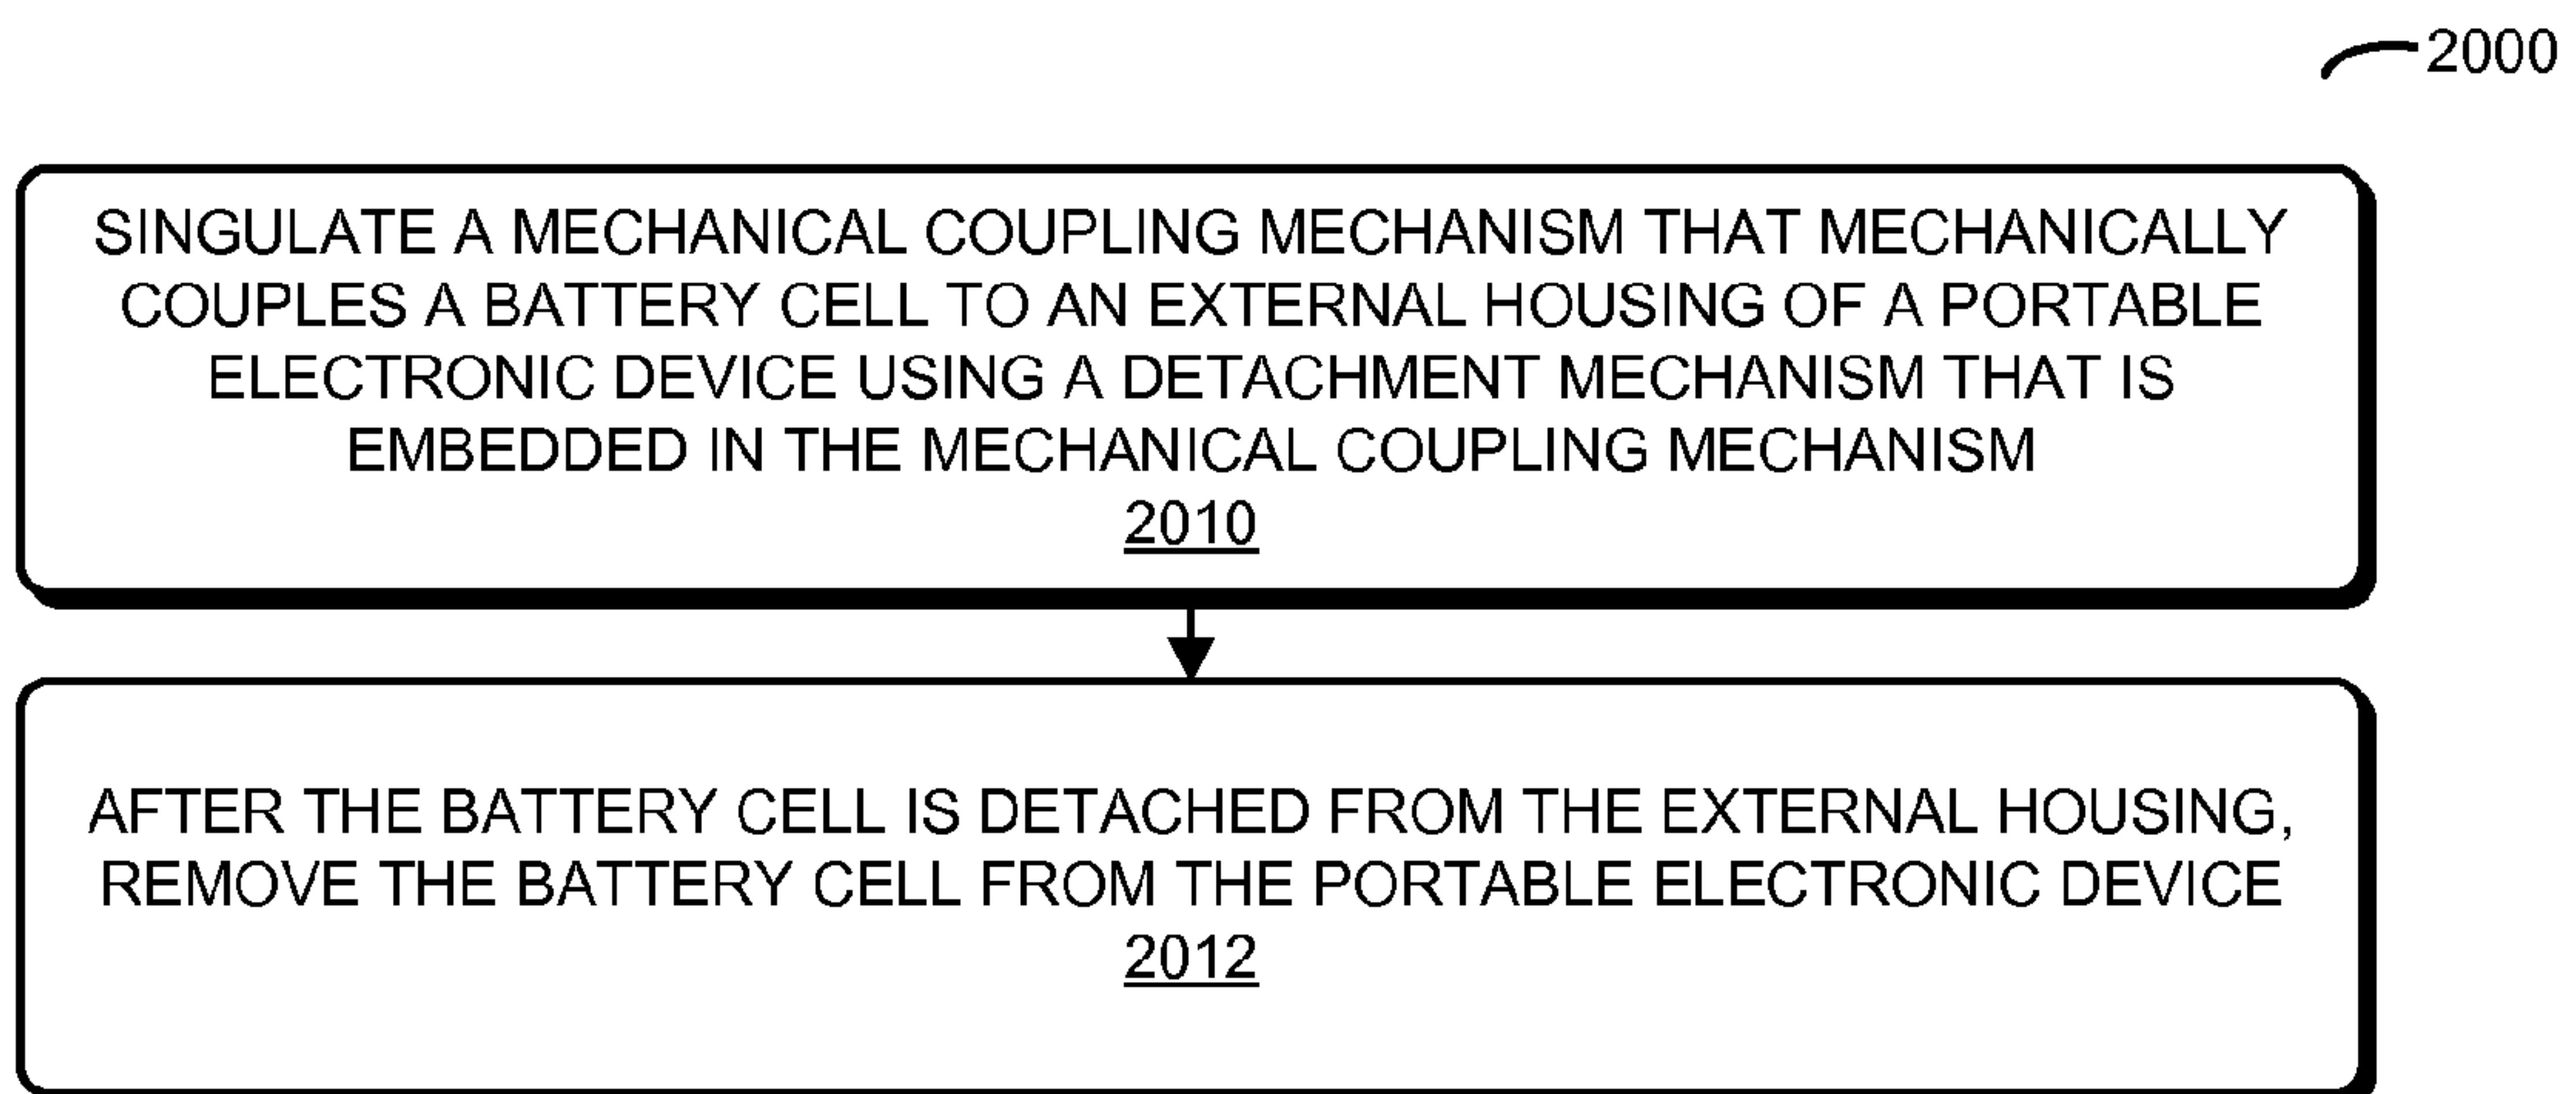 2000
SINGULATE A MECHANICAL COUPLING MECHANISM THAT MECHANICALLY
COUPLES A BATTERY CELL TO AN EXTERNAL HOUSING OF A PORTABLE
ELECTRONIC DEVICE USING A DETACHMENT MECHANISM THAT IS
EMBEDDED IN THE MECHANICAL COUPLING MECHANISM
2010
AFTER THE BATTERY CELL IS DETACHED FROM THE EXTERNAL HOUSING,
REMOVE THE BATTERY CELL FROM THE PORTABLE ELECTRONIC DEVICE
2012